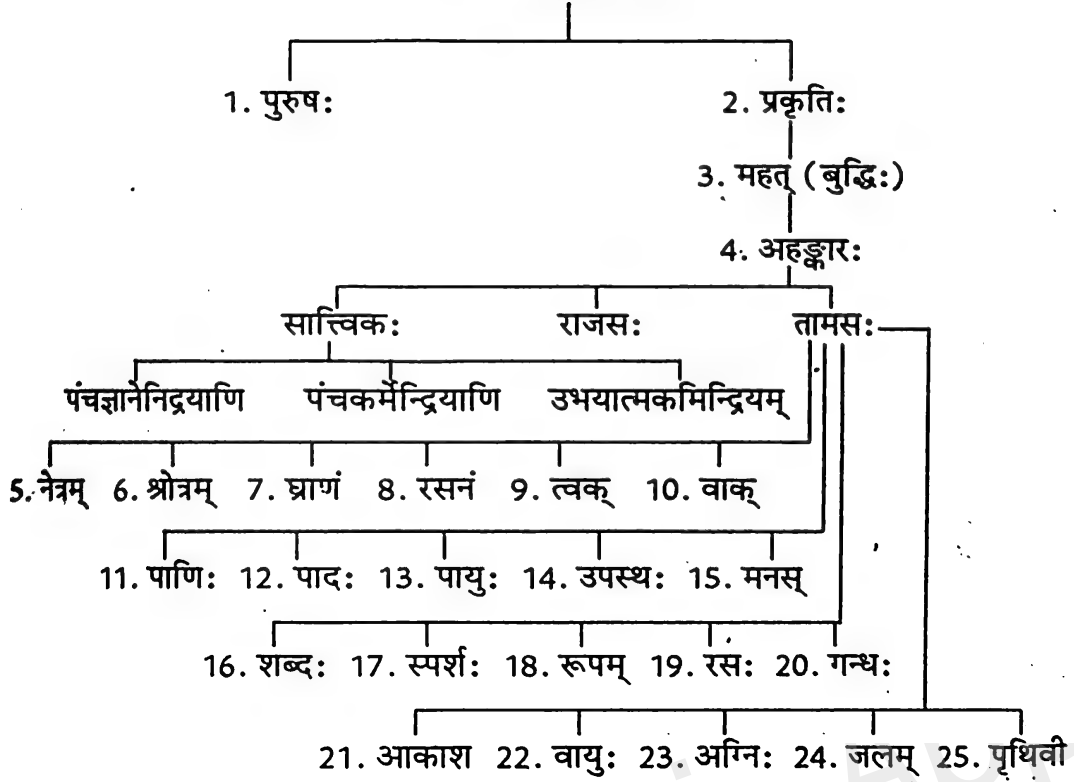 1. पुरुषः 2. प्रकृतिः
3. महत् (बुद्धिः)
4. अहङ्कारः
सात्त्विकः राजसः तामसः
पंचज्ञानेनिद्रयाणि पंचकर्मेन्द्रियाणि उभयात्मकमिन्द्रियम्
5. नेत्रम् 6. श्रोत्रम् 7. घ्राणं 8. रसनं 9. त्वक् 10. वाक्
11. पाणिः 12. पादः 13. पायुः 14. उपस्थः 15. मनस्
16. शब्दः 17. स्पर्शः 18. रूपम् 19. रसः 20. गन्धः
21. आकाश 22. वायुः 23. अग्निः 24. जलम् 25. पृथिवी